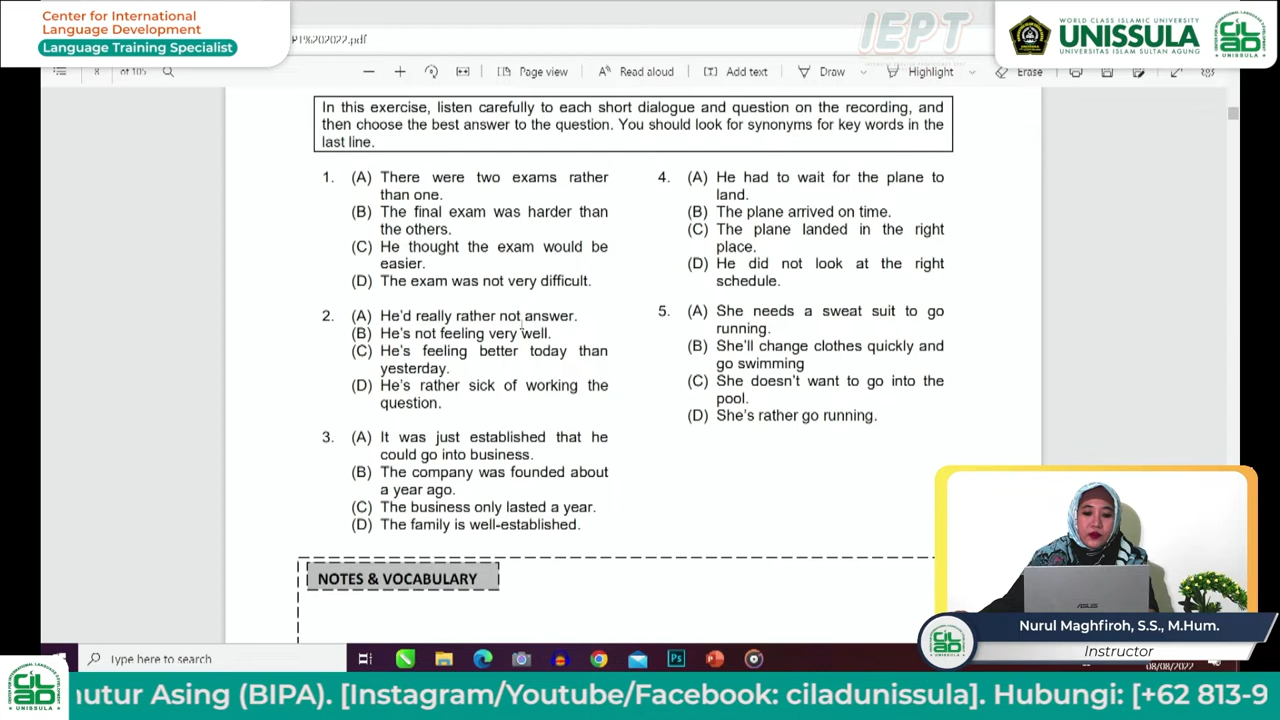 Center for International
Language Development
Language Training Specialist
IEPT
WORLD CLASS ISLAMIC UNIVERSITY
UNISSULA
UNIVERSITAS ISLAM SULTAN AGUNG
CILAD
UNISSULA
8 of 105
Page view
Read aloud
Add text
Draw
Highlight
Erase
In this exercise, listen carefully to each short dialogue and question on the recording, and
then choose the best answer to the question. You should look for synonyms for key words in the
last line.
1. (A) There were two exams rather
than one.
(B) The final exam was harder than
the others.
(C) He thought the exam would be
easier.
(D) The exam was not very difficult.
2. (A) He'd really rather not answer.
(B) He's not feeling very well.
(C) He's feeling better today than
yesterday.
(D) He's rather sick of working the
question.
3. (A) It was just established that he
could go into business.
(B) The company was founded about
a year ago.
(C) The business only lasted a year.
(D) The family is well-established.
4. (A) He had to wait for the plane to
land.
(B) The plane arrived on time.
(C) The plane landed in the right
place.
(D) He did not look at the right
schedule.
5. (A) She needs a sweat suit to go
running.
(B) She'll change clothes quickly and
go swimming
(C) She doesn't want to go into the
pool.
(D) She's rather go running.
NOTES & VOCABULARY
ASUS
Nurul Maghfiroh, S.S., M.Hum.
Instructor
Type here to search
08/08/2022
nutur Asing (BIPA). [Instagram/Youtube/Facebook: ciladunissula]. Hubungi: [+62 813-9